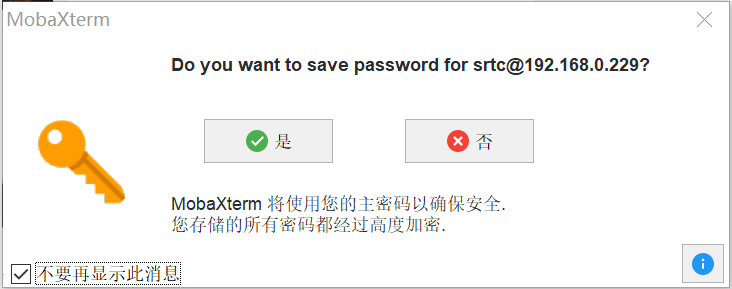 MobaXterm
Do you want to save password for srtc@192.168.0.229?
是
否
MobaXterm 将使用您的主密码以确保安全.
您存储的所有密码都经过高度加密.
不要再显示此消息